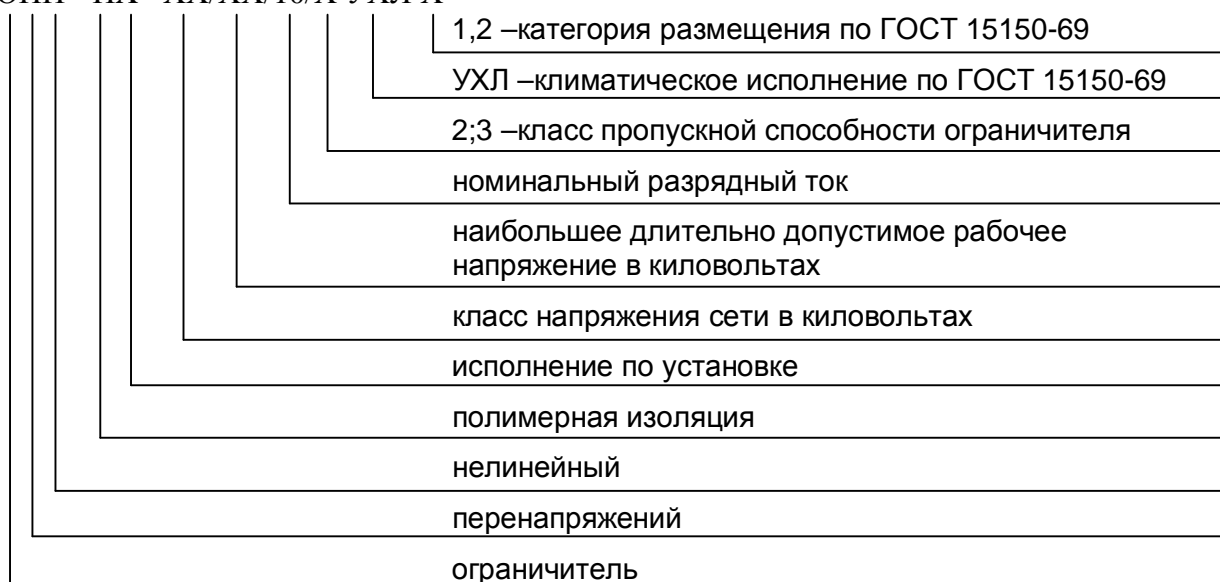 1,2 –категория размещения по ГОСТ 15150-69
УХЛ –климатическое исполнение по ГОСТ 15150-69
2;3 –класс пропускной способности ограничителя
номинальный разрядный ток
наибольшее длительно допустимое рабочее
напряжение в киловольтах
класс напряжения сети в киловольтах
исполнение по установке
полимерная изоляция
нелинейный
перенапряжений
ограничитель